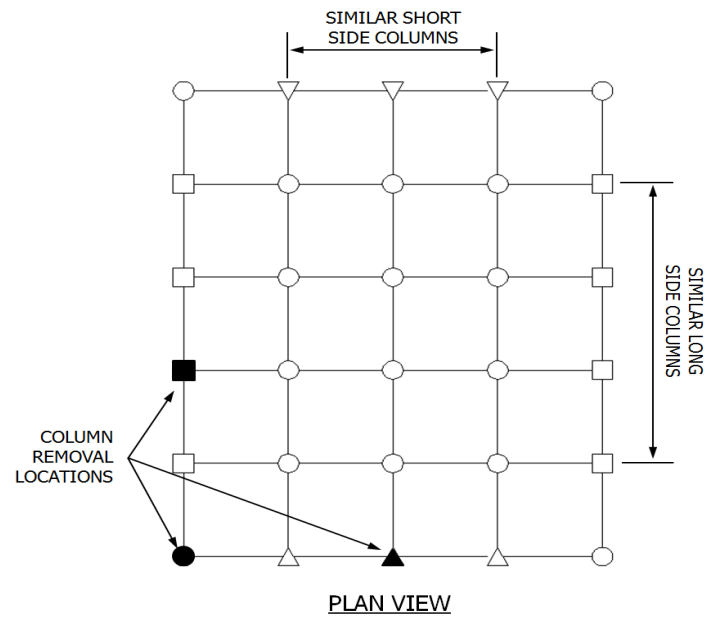 SIMILAR SHORT
SIDE COLUMNS
SIMILAR LONG
SIDE COLUMNS
COLUMN
REMOVAL
LOCATIONS
PLAN VIEW